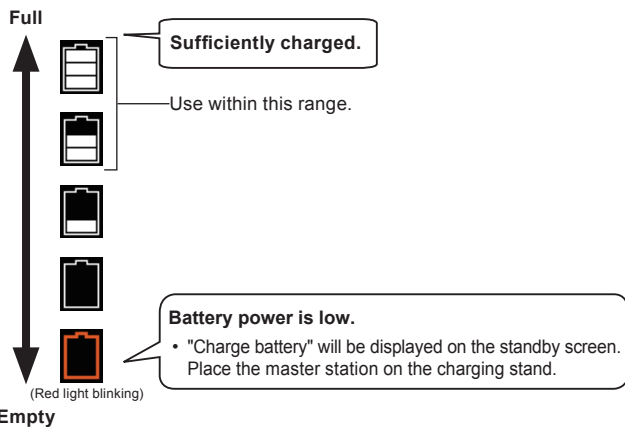 Full
Sufficiently charged.
Use within this range.
Battery power is low.
• "Charge battery" will be displayed on the standby screen.
Place the master station on the charging stand.
(Red light blinking)
Empty